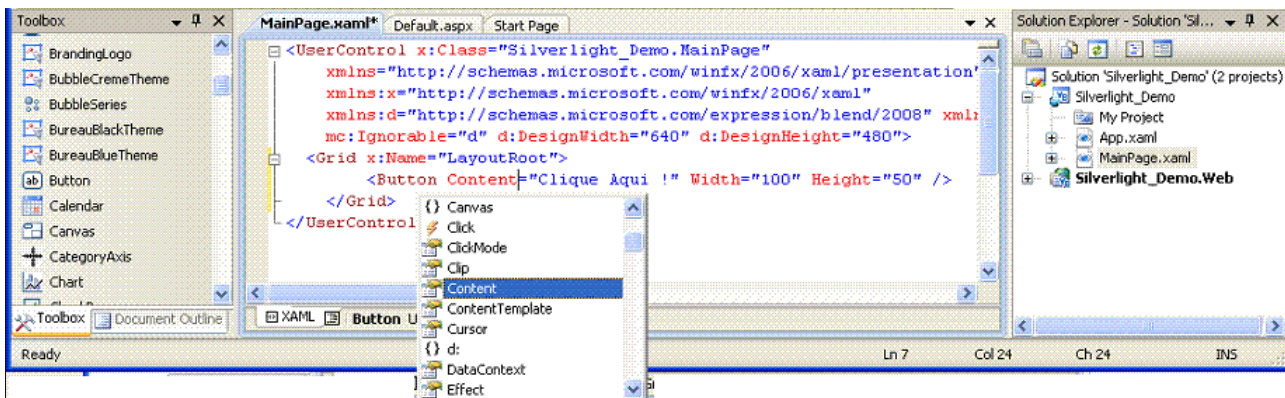 Toolbox
BrandingLogo
BubbleCremeTheme
BubbleSeries
BureauBlackTheme
BureauBlueTheme
Button
Calendar
Canvas
CategoryAxis
Chart
Toolbox Document Outline
MainPage.xaml* Default.aspx Start Page
<UserControl x:Class="Silverlight_Demo.MainPage"
xmlns="http://schemas.microsoft.com/winfx/2006/xaml/presentation"
xmlns:x="http://schemas.microsoft.com/winfx/2006/xaml"
xmlns:d="http://schemas.microsoft.com/expression/blend/2008"
mc:Ignorable="d" d:DesignWidth="640" d:DesignHeight="480">
<Grid x:Name="LayoutRoot">
<Button Content="Clique Aqui !" Width="100" Height="50" />
</Grid>
</UserControl
{} Canvas
Click
ClickMode
Clip
Content
ContentTemplate
Cursor
{} d:
DataContext
Effect
XAML Button
Solution Explorer - Solution 'Sil...
Solution 'Silverlight_Demo' (2 projects)
Silverlight_Demo
My Project
App.xaml
MainPage.xaml
Silverlight_Demo.Web
Ready Ln 7 Col 24 Ch 24 INS